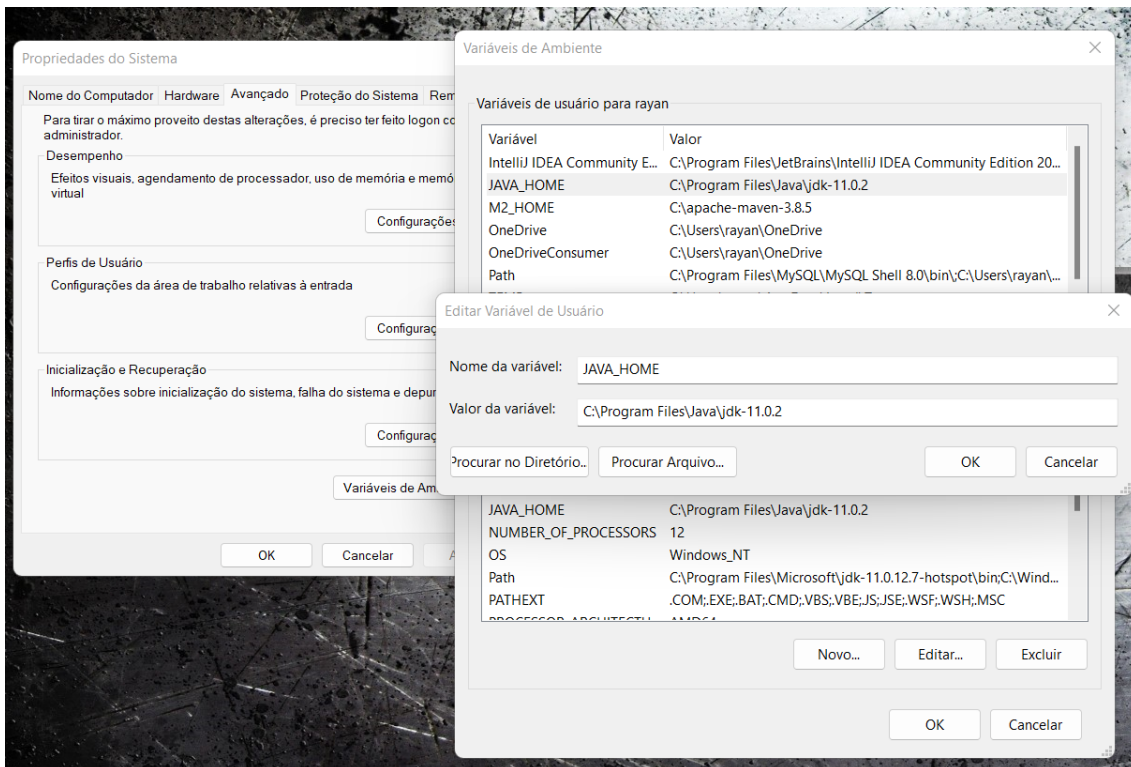 Propriedades do Sistema
Nome do Computador Hardware Avançado Proteção do Sistema Rem
Para tirar o máximo proveito destas alterações, é preciso ter feito logon co
administrador.
Desempenho
Efeitos visuais, agendamento de processador, uso de memória e memó
virtual
Configurações
Perfis de Usuário
Configurações da área de trabalho relativas à entrada
Configuraç
Inicialização e Recuperação
Informações sobre inicialização do sistema, falha do sistema e depur
Configuraç
Variáveis de Am
OK Cancelar A
Variáveis de Ambiente
Variáveis de usuário para rayan
Variável Valor
IntelliJ IDEA Community E... C:\Program Files\JetBrains\IntelliJ IDEA Community Edition 20...
JAVA_HOME C:\Program Files\Java\jdk-11.0.2
M2_HOME C:\apache-maven-3.8.5
OneDrive C:\Users\rayan\OneDrive
OneDriveConsumer C:\Users\rayan\OneDrive
Path C:\Program Files\MySQL\MySQL Shell 8.0\bin\;C:\Users\rayan\...
Editar Variável de Usuário
Nome da variável: JAVA_HOME
Valor da variável: C:\Program Files\Java\jdk-11.0.2
Procurar no Diretório... Procurar Arquivo... OK Cancelar
JAVA_HOME C:\Program Files\Java\jdk-11.0.2
NUMBER_OF_PROCESSORS 12
OS Windows_NT
Path C:\Program Files\Microsoft\jdk-11.0.12.7-hotspot\bin;C:\Wind...
PATHEXT .COM;.EXE;.BAT;.CMD;.VBS;.VBE;.JS;.JSE;.WSF;.WSH;.MSC
Novo... Editar... Excluir
OK Cancelar